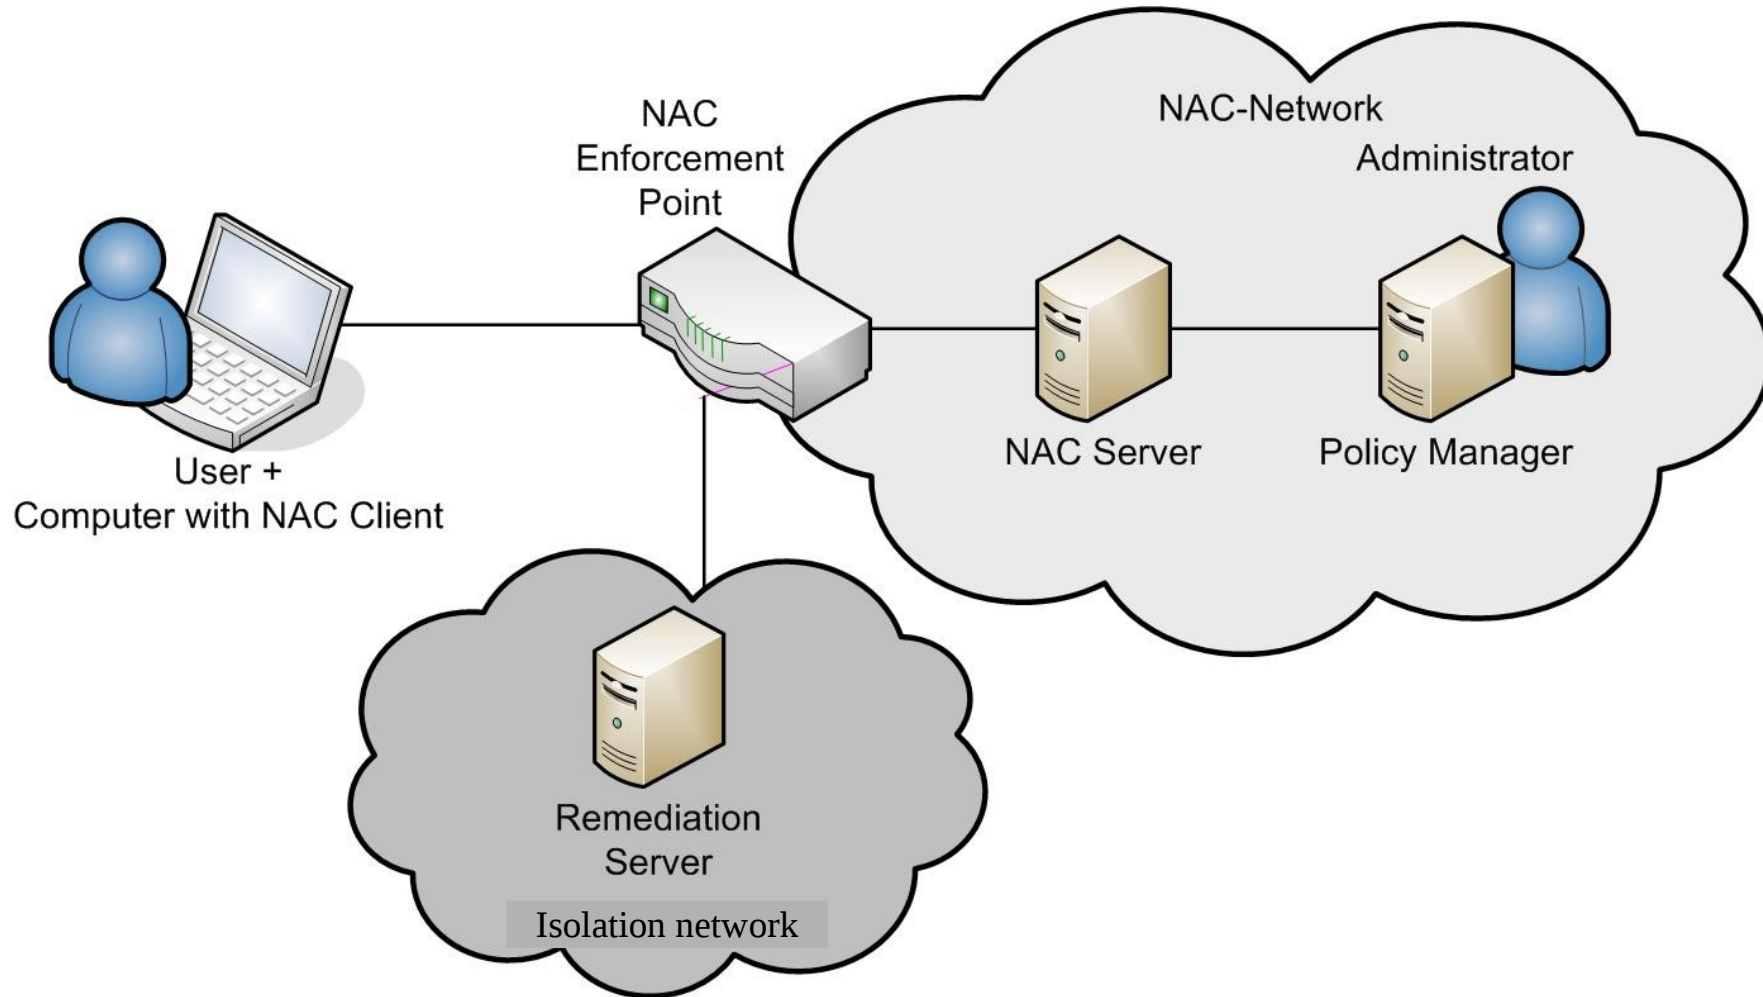 NAC
Enforcement
Point
NAC-Network
Administrator
User +
Computer with NAC Client
NAC Server
Policy Manager
Remediation
Server
Isolation network